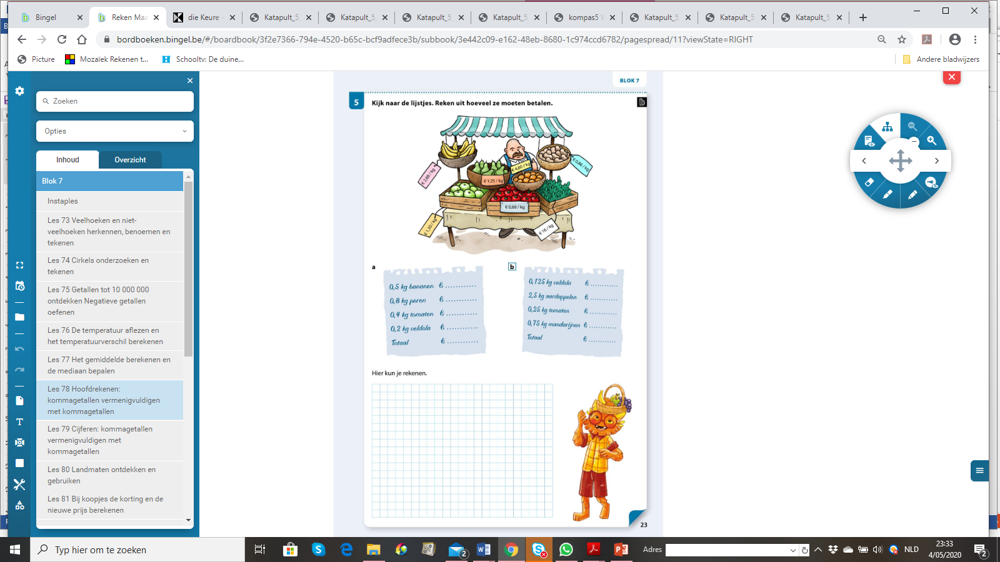 Bingel
Reken Maa
die Keure -
Katapult_5
Katapult_5
Katapult_5
Katapult_5
kompas5 V
Katapult_5
Katapult_5
Katapult_5
bordboeken.bingel.be/#/boardbook/3f2e7366-794e-4520-b65c-bcf9adfece3b/subbook/3e442c09-e162-48eb-8680-1c974ccd6782/pagespread/11?viewState=RIGHT
Picture
Mozaïek Rekenen t...
Schooltv: De duine...
Andere bladwijzers
Zoeken
Opties
Inhoud
Overzicht
Blok 7
Instaples
Les 73 Veelhoeken en niet-
veelhoeken herkennen, benoemen en
tekenen
Les 74 Cirkels onderzoeken en
tekenen
Les 75 Getallen tot 10 000 000
ontdekken Negatieve getallen
oefenen
Les 76 De temperatuur aflezen en
het temperatuurverschil berekenen
Les 77 Het gemiddelde berekenen en
de mediaan bepalen
Les 78 Hoofdrekenen:
kommagetallen vermenigvuldigen
met kommagetallen
Les 79 Cijferen: kommagetallen
vermenigvuldigen met
kommagetallen
Les 80 Landmaten ontdekken en
gebruiken
Les 81 Bij koopjes de korting en de
nieuwe prijs berekenen
BLOK 7
5
Kijk naar de lijstjes. Reken uit hoeveel ze moeten betalen.
€ 2,88 / kg
€ 1,25 / kg
€ 4,80 / kg
€ 0,86 / kg
€ 0,60 / kg
€ 1,30 / kg
€ 16 / kg
a
0,5 kg bananen € ............
0,8 kg peren € ............
0,4 kg tomaten € ............
0,2 kg veldsla € ............
Totaal € ............
b
0,125 kg veldsla € ...........
2,5 kg aardappelen € ...........
0,25 kg tomaten € ...........
0,75 kg mandarijnen € ...........
Totaal € ...........
Hier kun je rekenen.
23
Typ hier om te zoeken
2
Adres
NLD
23:33
4/05/2020
2